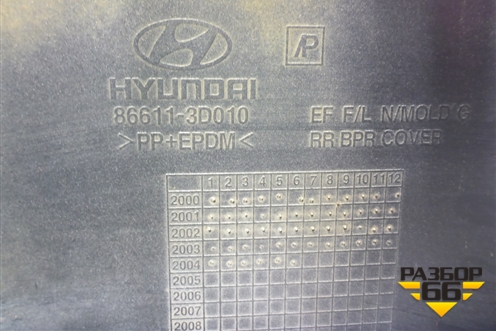 HYUNDAI
86611-3D010
>PP+EPDM<
EF F/L N/MOLD'G
RR BPR COVER
1 2 3 4 5 6 7 8 9 10 11 12
2000
2001
2002
2003
2004
2005
2006
2007
2008
РАЗБОР
66